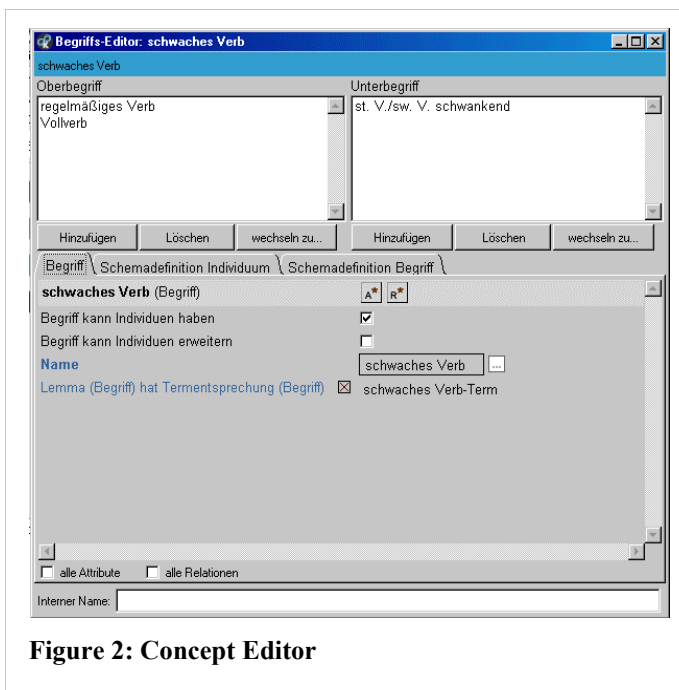 Begriffs-Editor: schwaches Verb
schwaches Verb
Oberbegriff Unterbegriff
regelmäßiges Verb st. V./sw. V. schwankend
Vollverb
Hinzufügen Löschen wechseln zu... Hinzufügen Löschen wechseln zu...
Begriff Schemadefinition Individuum Schemadefinition Begriff
schwaches Verb (Begriff) A* R*
Begriff kann Individuen haben
Begriff kann Individuen erweitern
Name schwaches Verb ...
Lemma (Begriff) hat Termentsprechung (Begriff) schwaches Verb-Term
alle Attribute alle Relationen
Interner Name:
Figure 2: Concept Editor